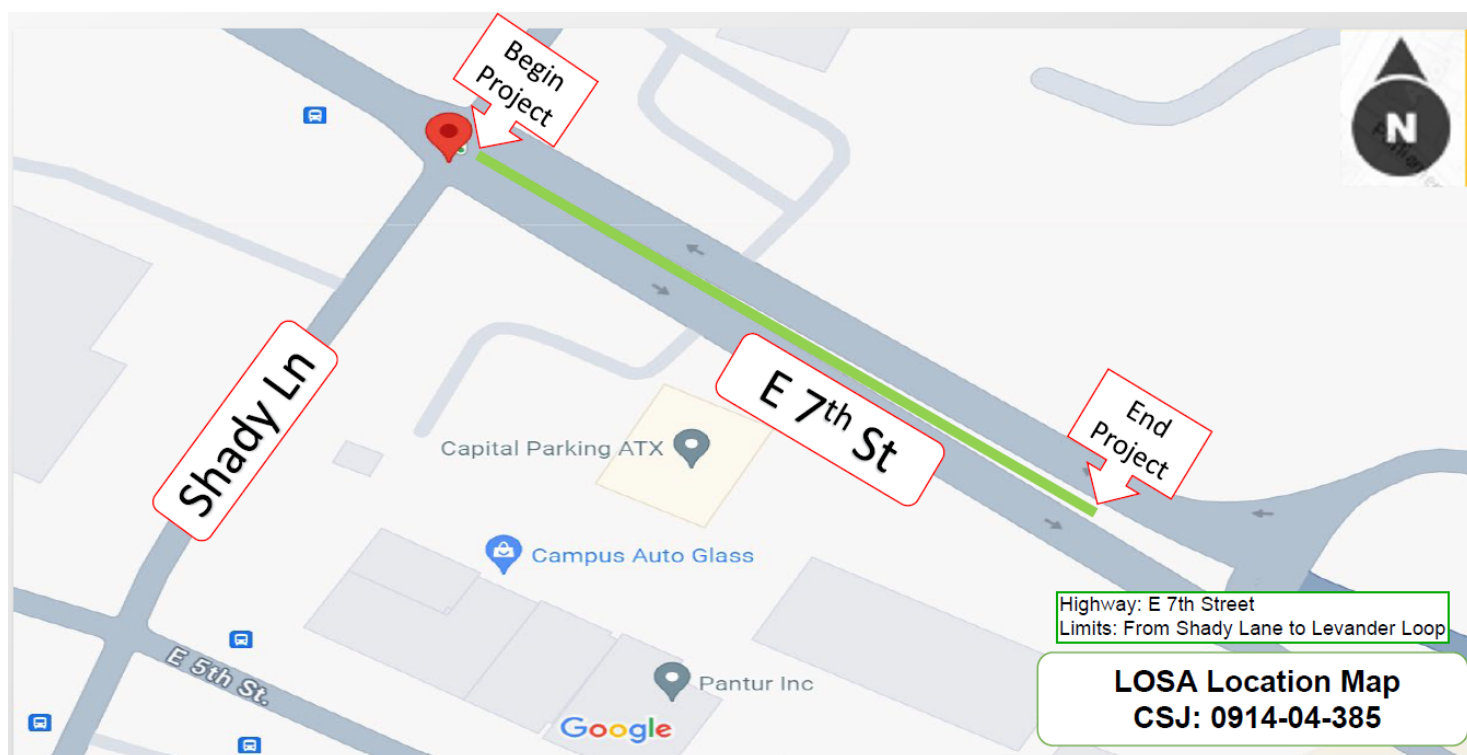 Begin
Project
N
Shady Ln
E 7th St
End
Project
Capital Parking ATX
Campus Auto Glass
Highway: E 7th Street
Limits: From Shady Lane to Levander Loop
E 5th St.
Pantur Inc
Google
LOSA Location Map
CSJ: 0914-04-385